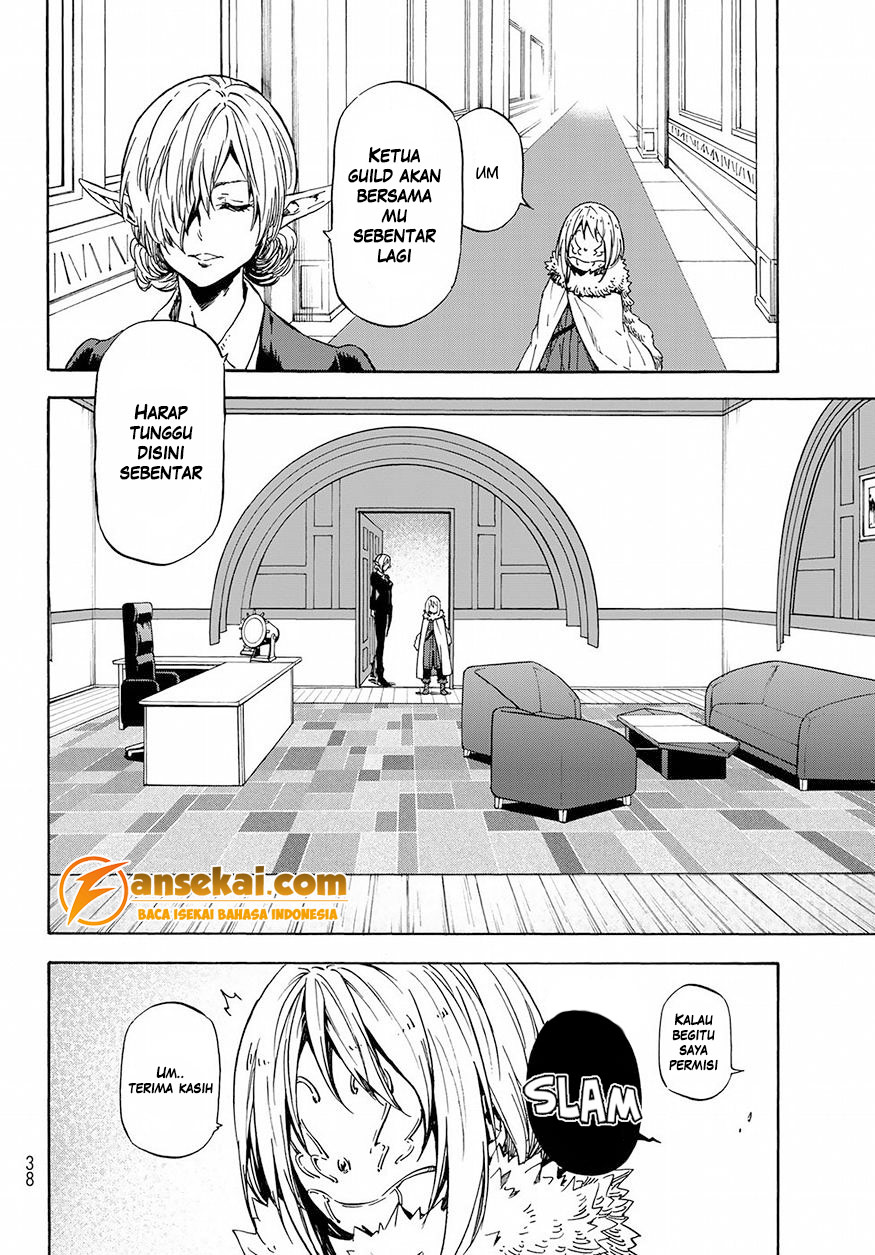 UM
KETUA
GUILD AKAN
BERSAMA
MU
SEBENTAR
LAGI
HARAP
TUNGGU
DISINI
SEBENTAR
ansekai.com
BACA ISEKAI BAHASA INDONESIA
KALAU
BEGITU
SAYA
PERMISI
SLAM
UM..
TERIMA KASIH
38